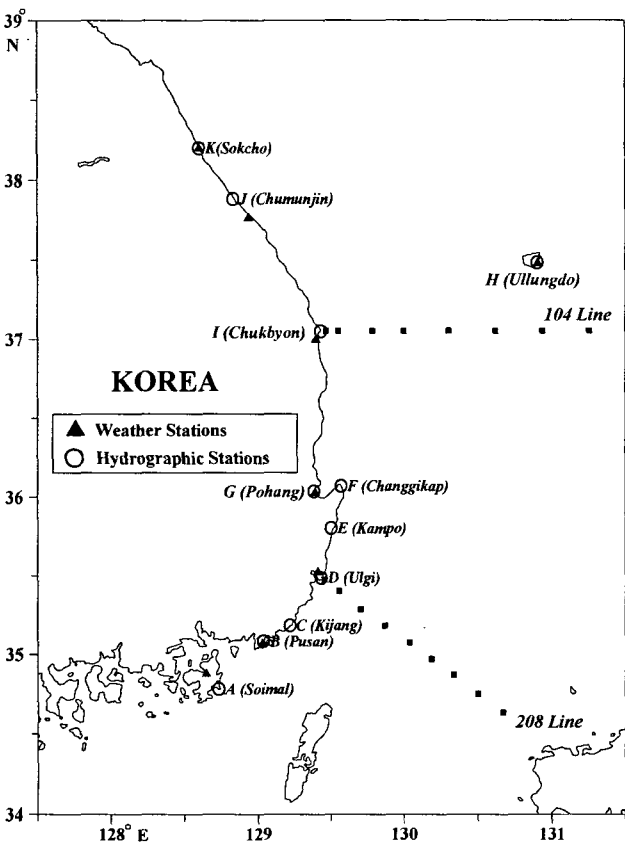 39°
N
K(Sokcho)
38
J (Chumunjin)
H (Ullungdo)
104 Line
I (Chukbyon)
37
KOREA
▲ Weather Stations
○ Hydrographic Stations
G (Pohang)
F (Changgikap)
36
E (Kampo)
D (Ulgi)
C (Kijang)
B (Pusan)
35
A (Soimal)
208 Line
34
128° E 129 130 131